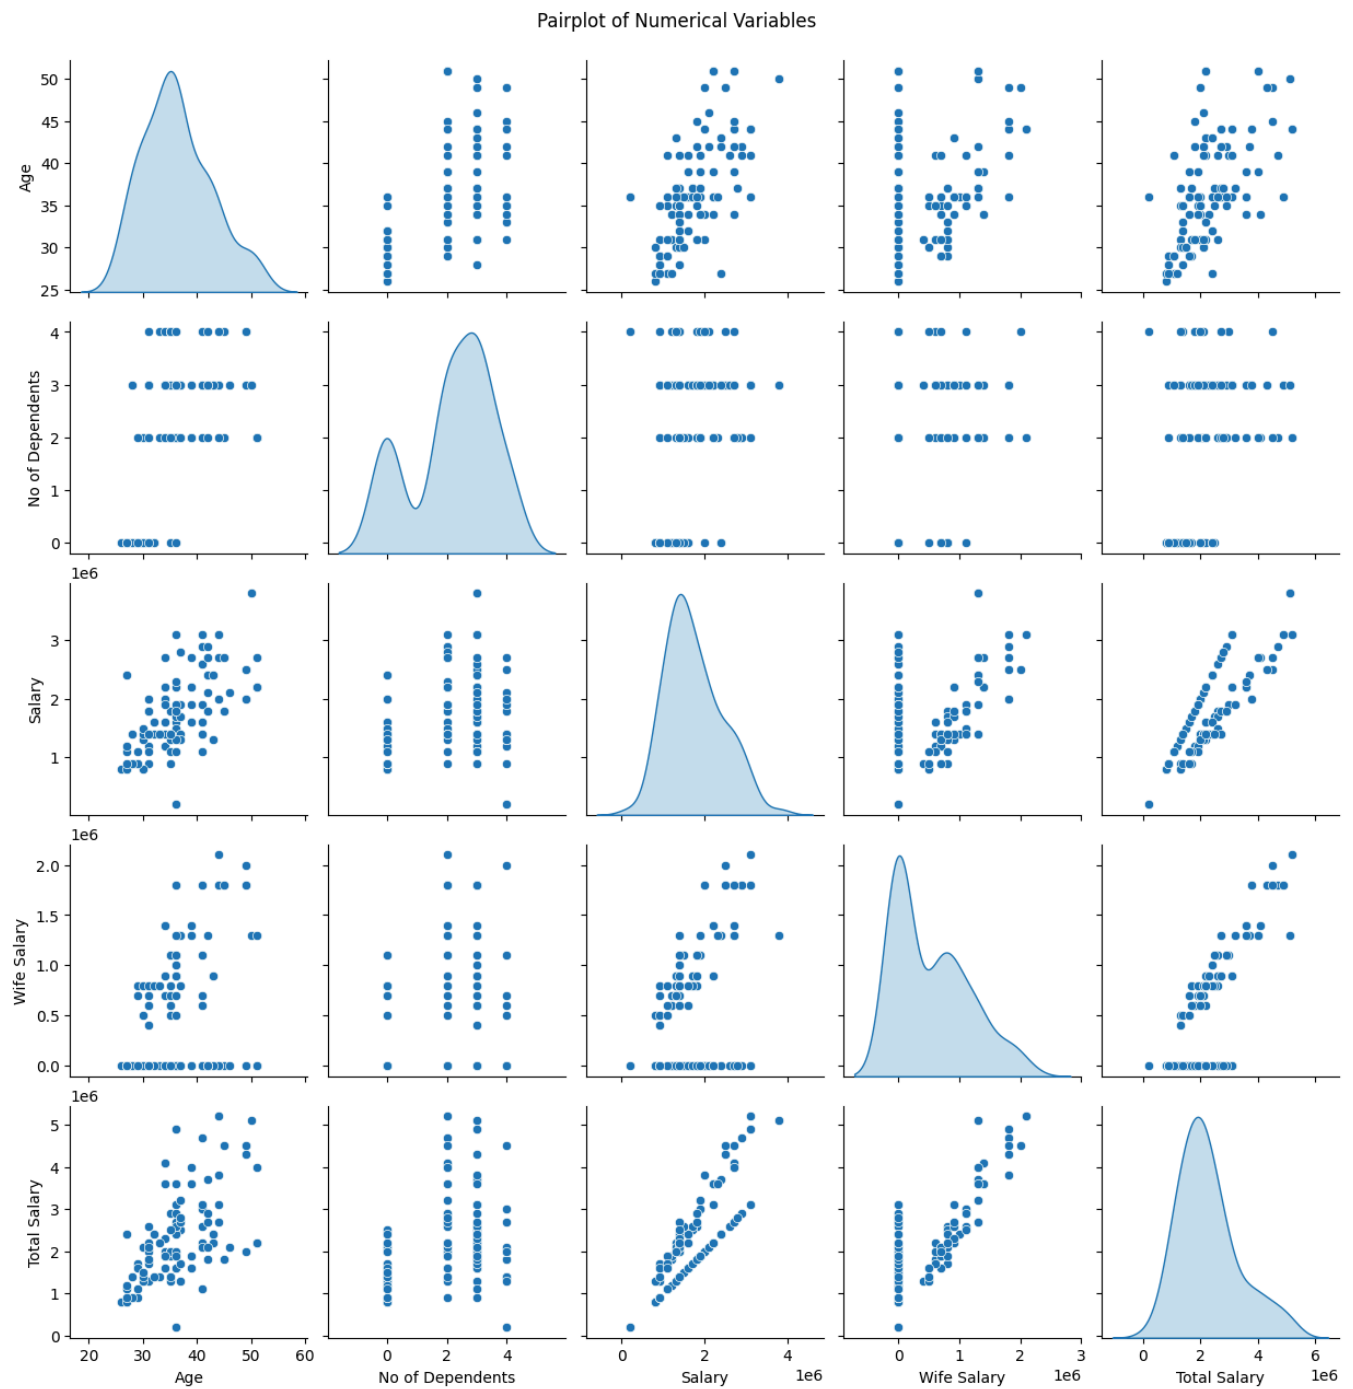 Pairplot of Numerical Variables
50
45
40
35
30
25
Age
4
3
2
1
0
No of Dependents
1e6
3
2
1
Salary
1e6
2.0
1.5
1.0
0.5
0.0
Wife Salary
1e6
5
4
3
2
1
0
Total Salary
20 30 40 50 60
0 2 4
0 2 4
0 1 2 3
0 2 4 6
1e6 1e6 1e6
Age No of Dependents Salary Wife Salary Total Salary